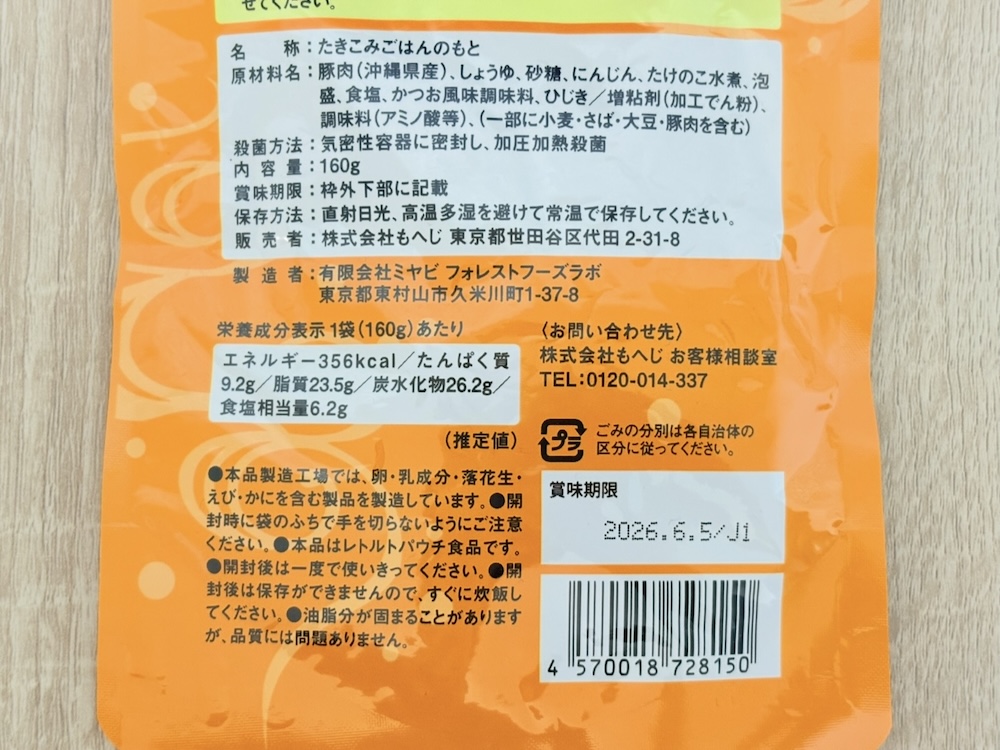 せてください。
名　　称：たきこみごはんのもと
原材料名：豚肉（沖縄県産）、しょうゆ、砂糖、にんじん、たけのこ水煮、泡
盛、食塩、かつお風味調味料、ひじき／増粘剤（加工でん粉）、
調味料（アミノ酸等）、（一部に小麦・さば・大豆・豚肉を含む）
殺菌方法：気密性容器に密封し、加圧加熱殺菌
内容量：160g
賞味期限：枠外下部に記載
保存方法：直射日光、高温多湿を避けて常温で保存してください。
販売者：株式会社もへじ 東京都世田谷区代田 2-31-8
製造者：有限会社ミヤビ フォレストフーズラボ
東京都東村山市久米川町1-37-8
栄養成分表示 1袋（160g）あたり
エネルギー356kcal／たんぱく質
9.2g／脂質23.5g／炭水化物26.2g／
食塩相当量6.2g
（推定値）
●本品製造工場では、卵・乳成分・落花生・
えび・かにを含む製品を製造しています。●開
封時に袋のふちで手を切らないようにご注意
ください。●本品はレトルトパウチ食品です。
●開封後は一度で使いきってください。●開
封後は保存ができませんので、すぐに炊飯し
てください。●油脂分が固まることがあります
が、品質には問題ありません。
〈お問い合わせ先〉
株式会社もへじ お客様相談室
TEL:0120-014-337
プラ
ごみの分別は各自治体の
区分に従ってください。
賞味期限
2026.6.5/J1
4 570018 728150